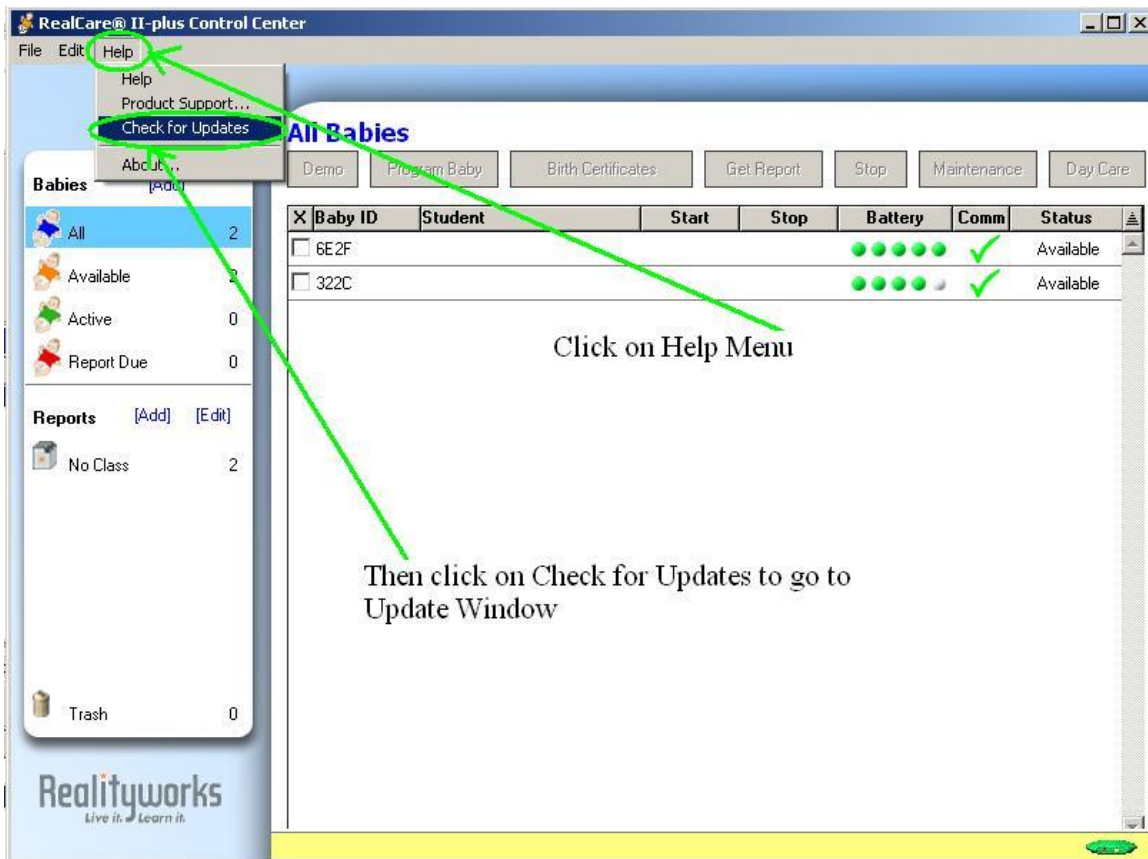 RealCare® II-plus Control Center
File Edit Help
Help
Product Support...
Check for Updates
About...
All Babies
Demo Program Baby Birth Certificates Get Report Stop Maintenance Day Care
Babies [Add]
All 2
Available 2
Active 0
Report Due 0
Reports [Add] [Edit]
No Class 2
Trash 0
Realityworks
Live it. Learn it.
X Baby ID Student Start Stop Battery Comm Status
6E2F Available
322C Available
Click on Help Menu
Then click on Check for Updates to go to
Update Window